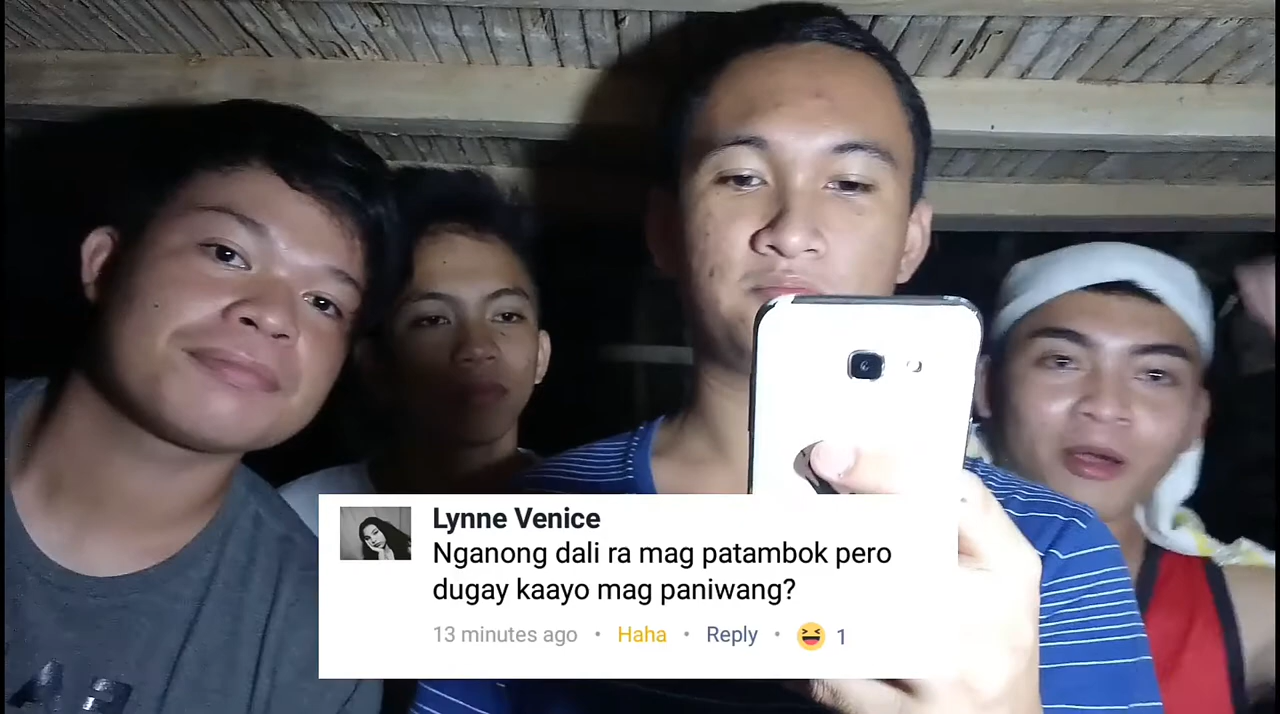 Lynne Venice
Nganong dali ra mag patambok pero
dugay kaayo mag paniwang?
13 minutes ago • Haha • Reply • 😆 1